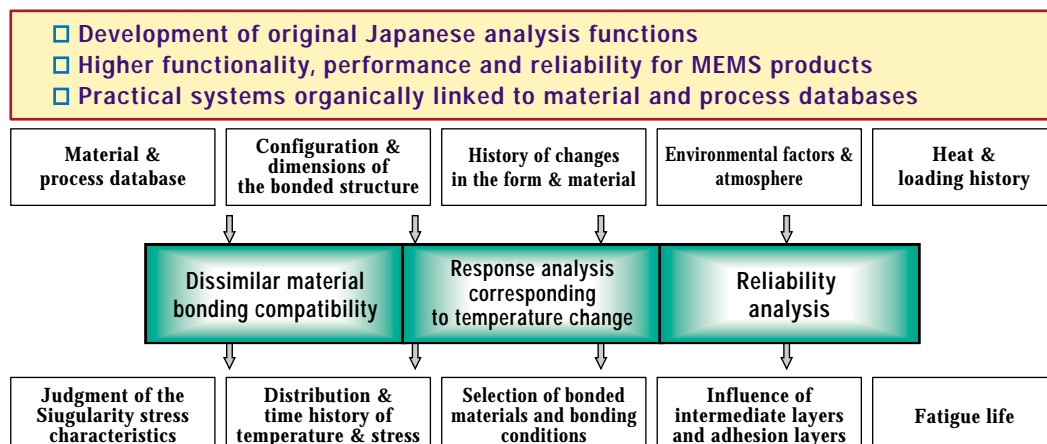 □ Development of original Japanese analysis functions
□ Higher functionality, performance and reliability for MEMS products
□ Practical systems organically linked to material and process databases
Material &
process database
Configuration &
dimensions of
the bonded structure
History of changes
in the form & material
Environmental factors &
atmosphere
Heat &
loading history
Dissimilar material
bonding compatibility
Response analysis
corresponding
to temperature change
Reliability
analysis
Judgment of the
Siugularity stress
characteristics
Distribution &
time history of
temperature & stress
Selection of bonded
materials and bonding
conditions
Influence of
intermediate layers
and adhesion layers
Fatigue life